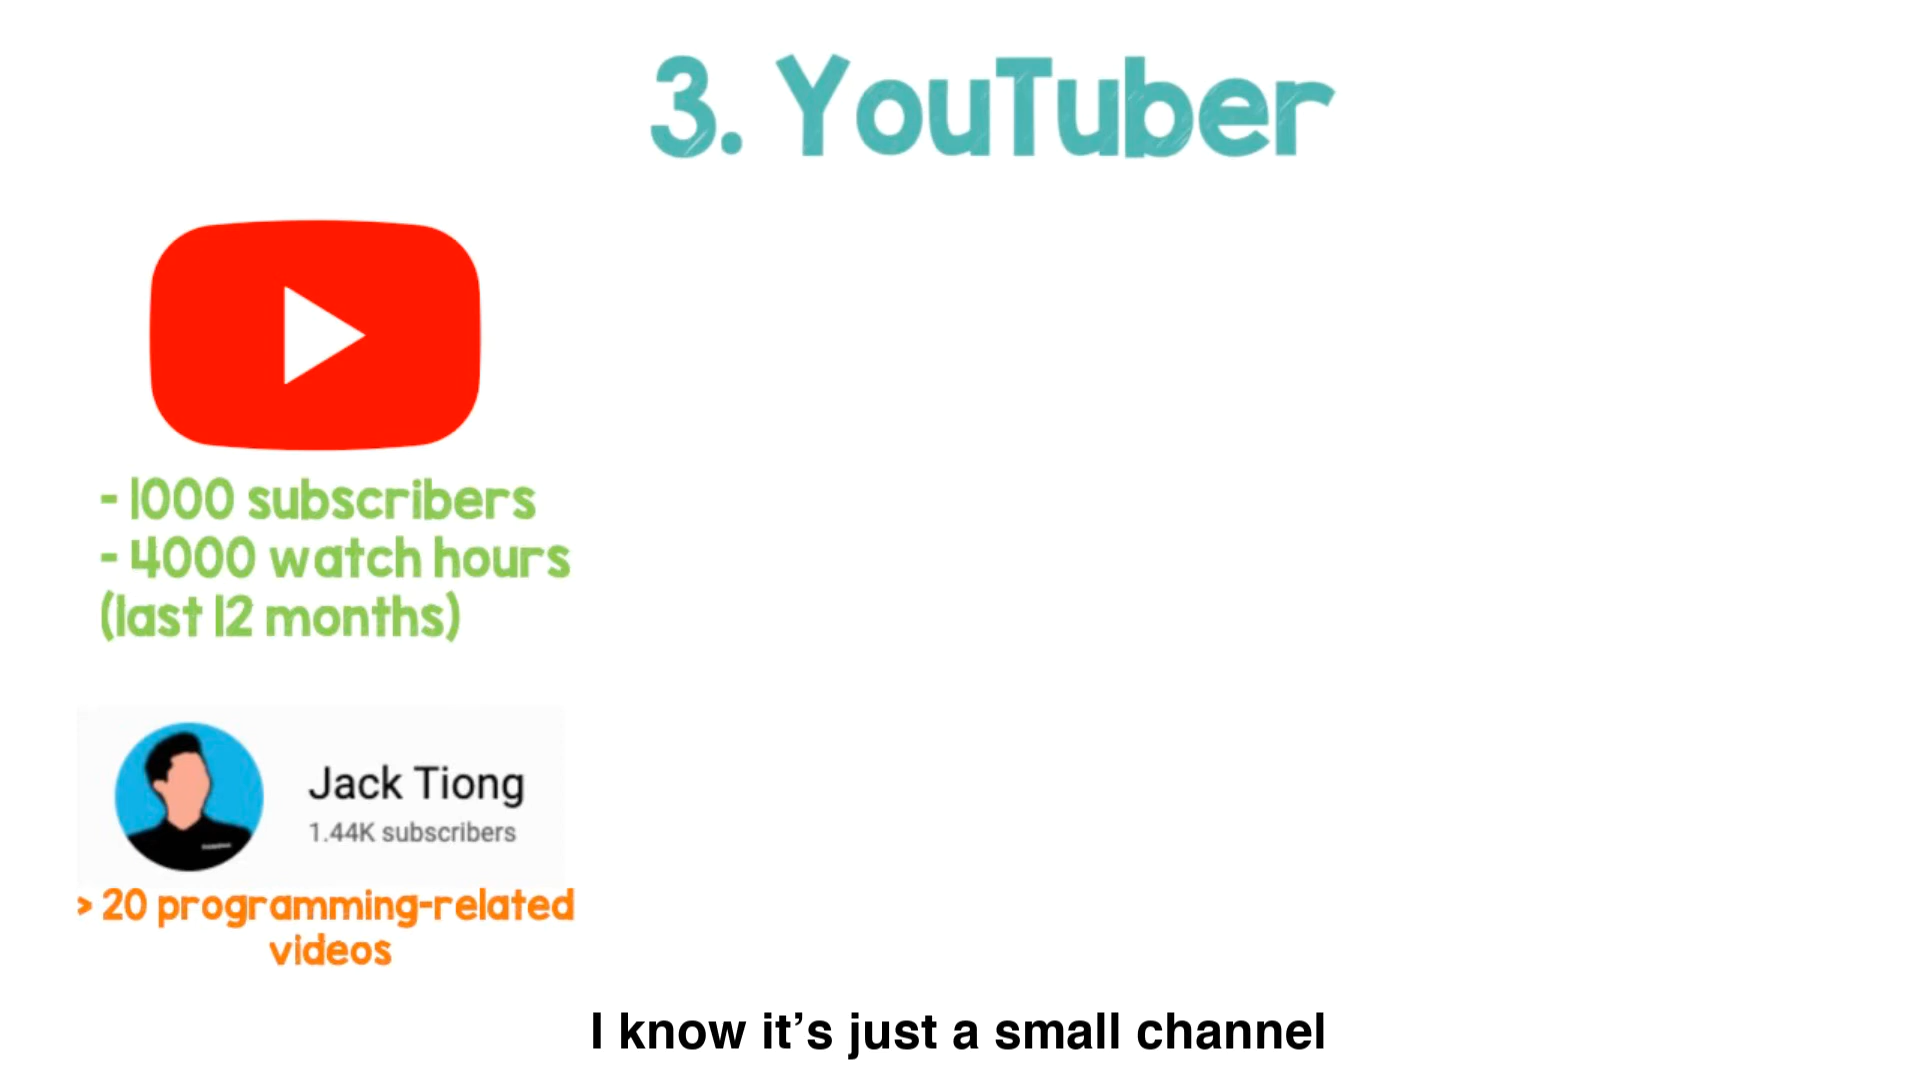 3. YouTuber
- 1000 subscribers
- 4000 watch hours
(last 12 months)
Jack Tiong
1.44K subscribers
> 20 programming-related
videos
I know it’s just a small channel